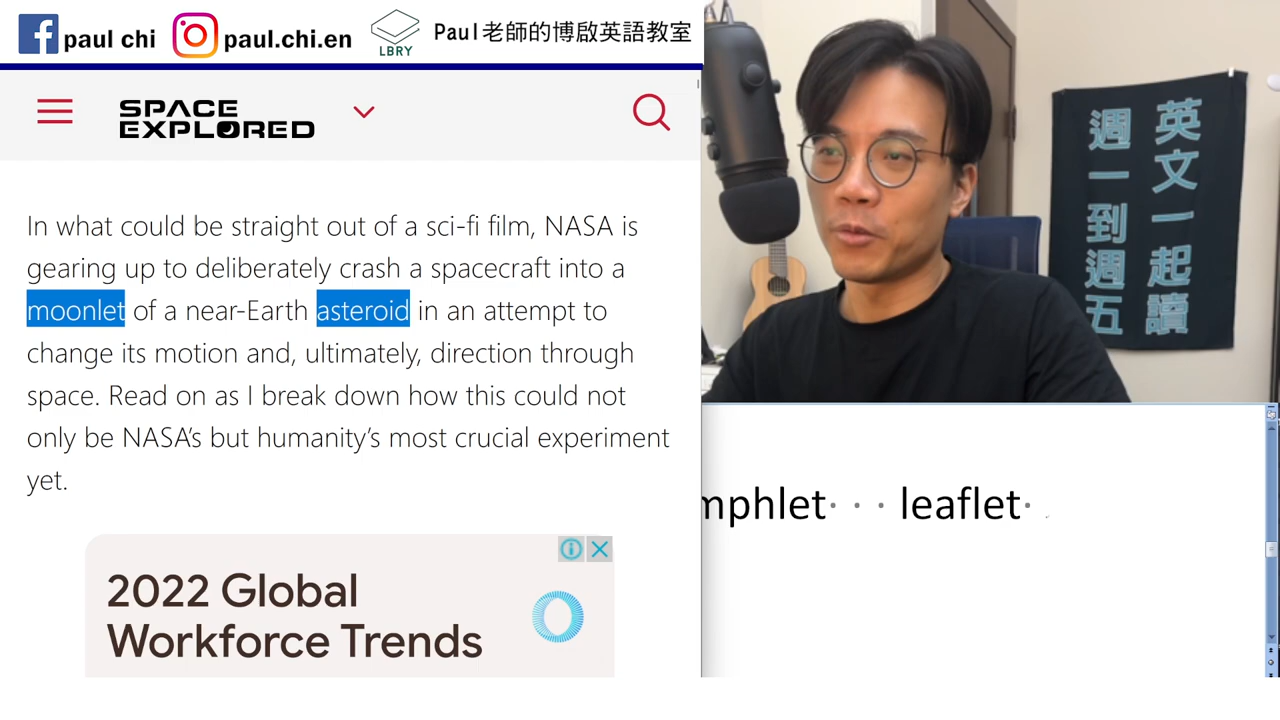 paul chi
paul.chi.en
LBRY
Paul老師的博啟英語教室
SPACE
EXPLORED
In what could be straight out of a sci-fi film, NASA is
gearing up to deliberately crash a spacecraft into a
moonlet of a near-Earth asteroid in an attempt to
change its motion and, ultimately, direction through
space. Read on as I break down how this could not
only be NASA's but humanity's most crucial experiment
yet.
2022 Global
Workforce Trends
英文一起讀
週一到週五
mphlet· · · leaflet·